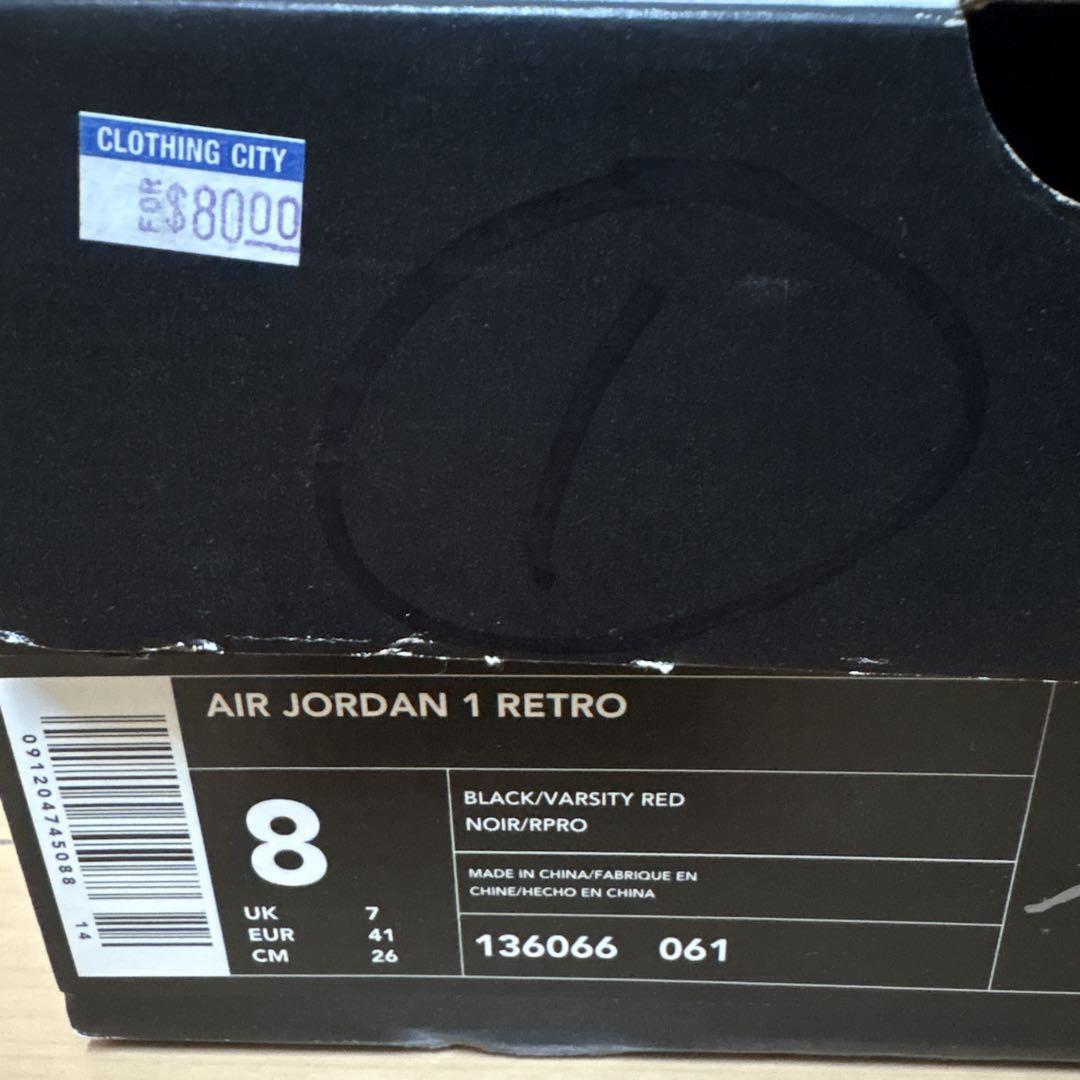 CLOTHING CITY
FOR $80.00
1
AIR JORDAN 1 RETRO
091204745088 14
8
UK 7
EUR 41
CM 26
BLACK/VARSITY RED
NOIR/RPRO
MADE IN CHINA/FABRIQUE EN
CHINE/HECHO EN CHINA
136066 061